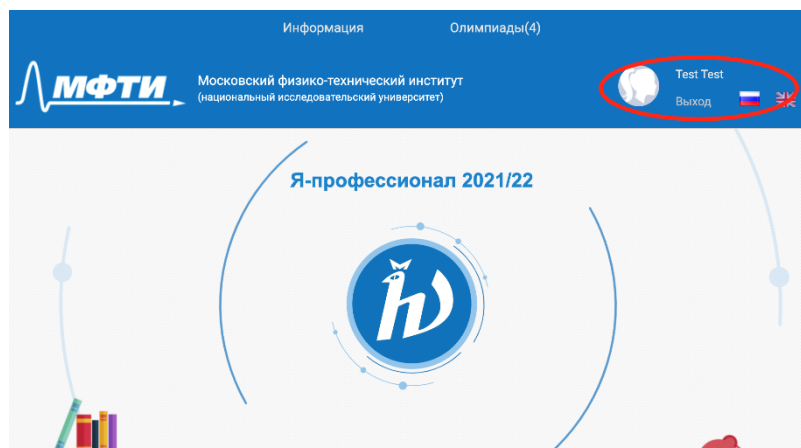 Информация Олимпиады(4)
МФТИ
Московский физико-технический институт
(национальный исследовательский университет)
Test Test
Выход
Я-профессионал 2021/22